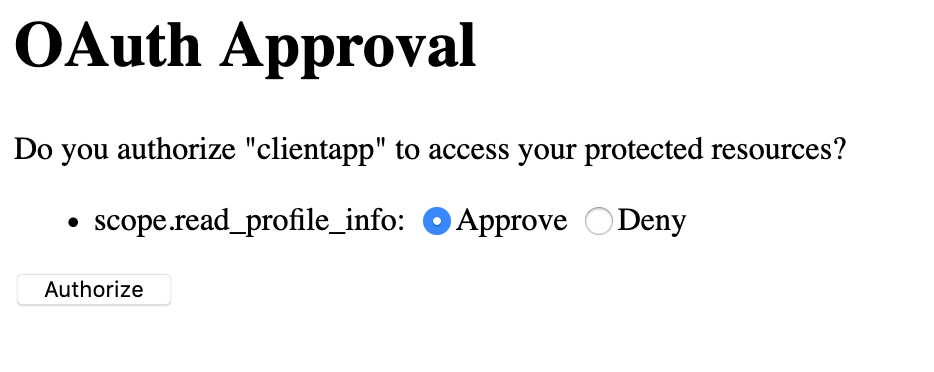 OAuth Approval
Do you authorize "clientapp" to access your protected resources?
• scope.read_profile_info: Approve Deny
Authorize